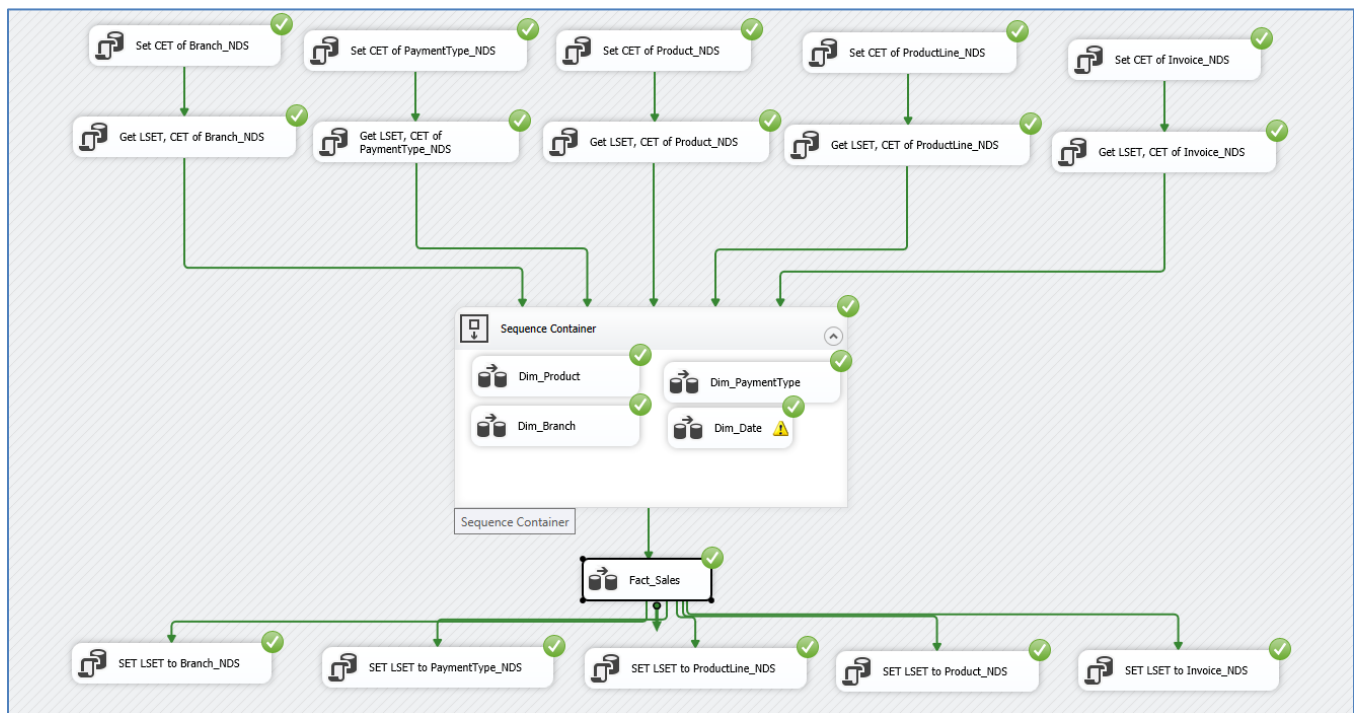 Set CET of Branch_NDS
Set CET of PaymentType_NDS
Set CET of Product_NDS
Set CET of ProductLine_NDS
Set CET of Invoice_NDS
Get LSET, CET of Branch_NDS
Get LSET, CET of
PaymentType_NDS
Get LSET, CET of Product_NDS
Get LSET, CET of ProductLine_NDS
Get LSET, CET of Invoice_NDS
Sequence Container
Dim_Product
Dim_PaymentType
Dim_Branch
Dim_Date
Sequence Container
Fact_Sales
SET LSET to Branch_NDS
SET LSET to PaymentType_NDS
SET LSET to ProductLine_NDS
SET LSET to Product_NDS
SET LSET to Invoice_NDS